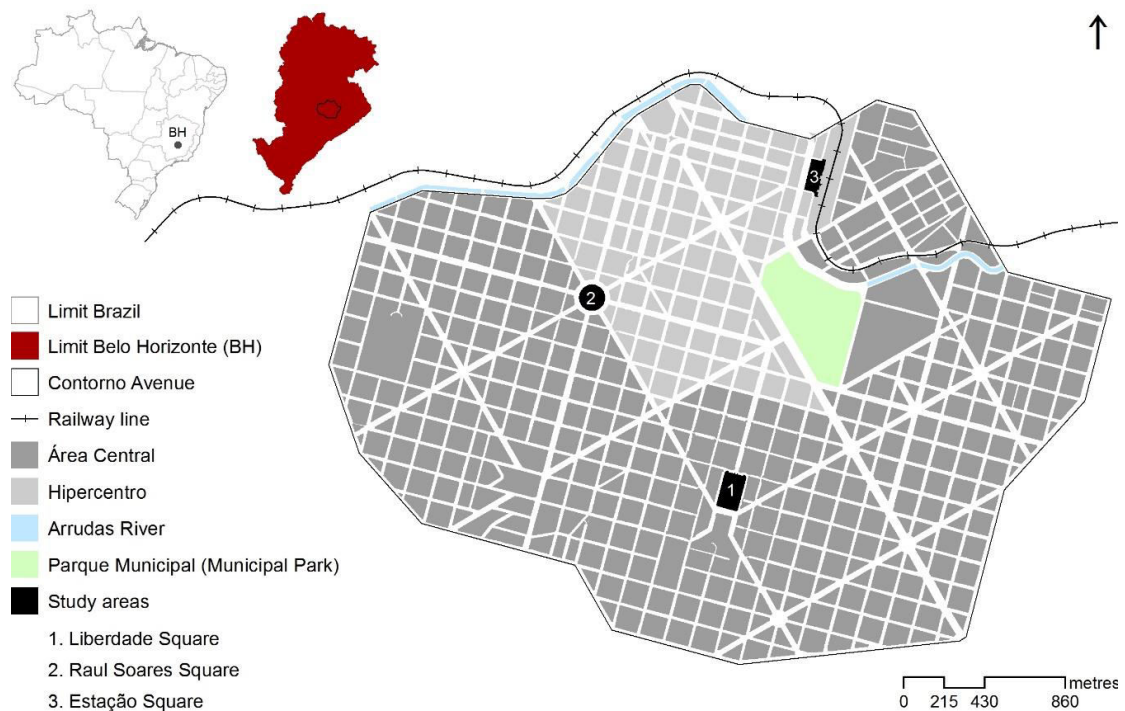 BH
3
2
1
Limit Brazil
Limit Belo Horizonte (BH)
Contorno Avenue
Railway line
Área Central
Hipercentro
Arrudas River
Parque Municipal (Municipal Park)
Study areas
1. Liberdade Square
2. Raul Soares Square
3. Estação Square
metres
0 215 430 860